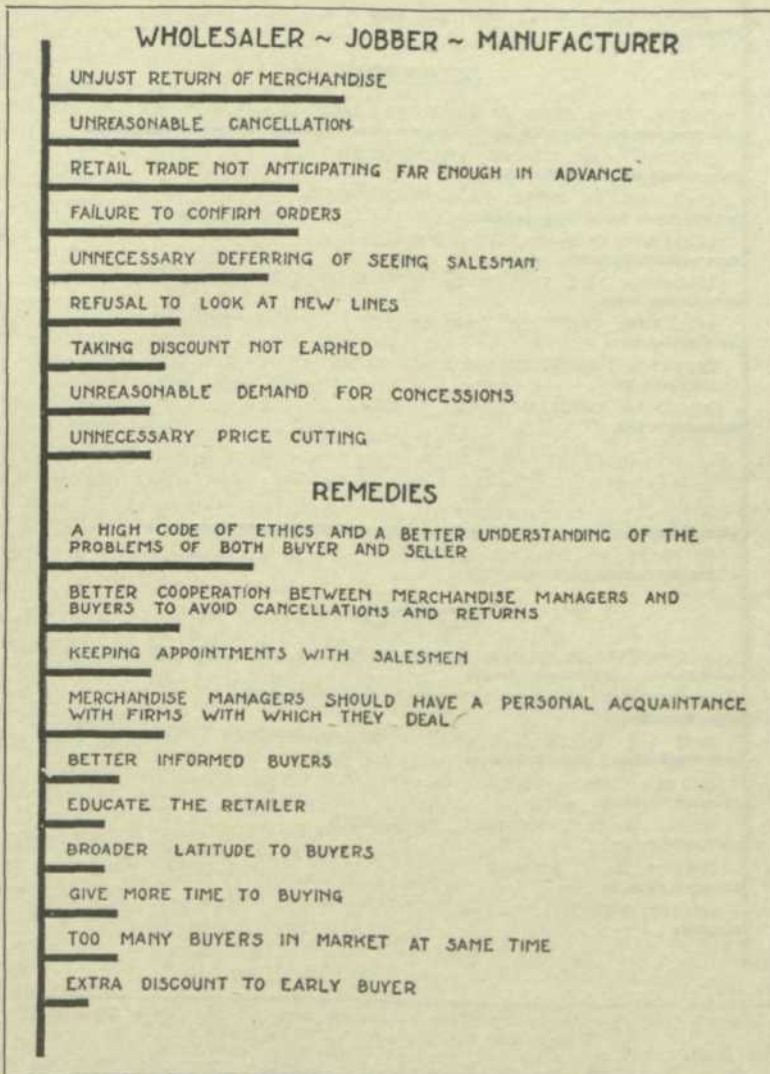 WHOLESALER ~ JOBBER ~ MANUFACTURER
UNJUST RETURN OF MERCHANDISE
UNREASONABLE CANCELLATION
RETAIL TRADE NOT ANTICIPATING FAR ENOUGH IN ADVANCE
FAILURE TO CONFIRM ORDERS
UNNECESSARY DEFERRING OF SEEING SALESMAN
REFUSAL TO LOOK AT NEW LINES
TAKING DISCOUNT NOT EARNED
UNREASONABLE DEMAND FOR CONCESSIONS
UNNECESSARY PRICE CUTTING
REMEDIES
A HIGH CODE OF ETHICS AND A BETTER UNDERSTANDING OF THE
PROBLEMS OF BOTH BUYER AND SELLER
BETTER COOPERATION BETWEEN MERCHANDISE MANAGERS AND
BUYERS TO AVOID CANCELLATIONS AND RETURNS
KEEPING APPOINTMENTS WITH SALESMEN
MERCHANDISE MANAGERS SHOULD HAVE A PERSONAL ACQUAINTANCE
WITH FIRMS WITH WHICH THEY DEAL
BETTER INFORMED BUYERS
EDUCATE THE RETAILER
BROADER LATITUDE TO BUYERS
GIVE MORE TIME TO BUYING
TOO MANY BUYERS IN MARKET AT SAME TIME
EXTRA DISCOUNT TO EARLY BUYER